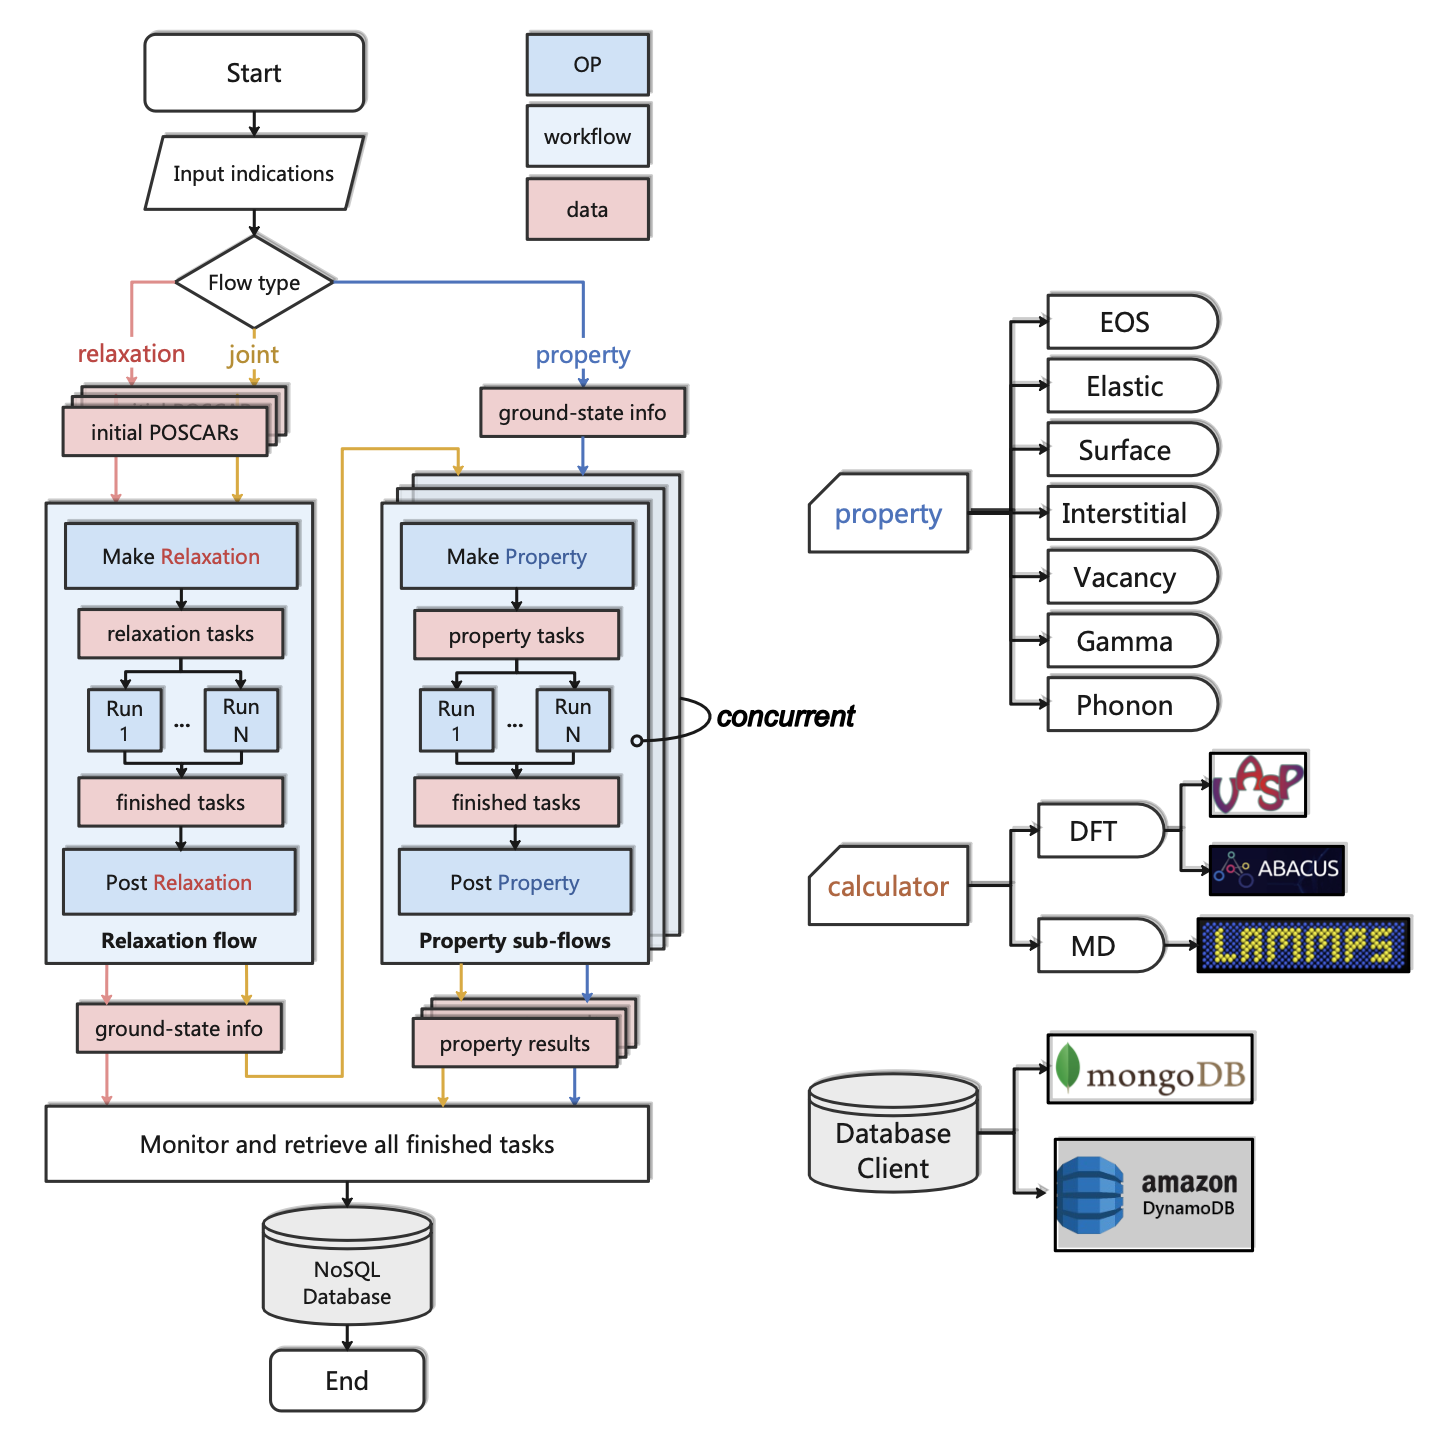 Start
Input indications
Flow type
relaxation
joint
property
OP
workflow
data
initial POSCARs
ground-state info
Make Relaxation
relaxation tasks
Run
1
...
Run
N
finished tasks
Post Relaxation
Relaxation flow
ground-state info
Make Property
property tasks
Run
1
...
Run
N
finished tasks
Post Property
Property sub-flows
concurrent
property results
Monitor and retrieve all finished tasks
NoSQL
Database
End
property
EOS
Elastic
Surface
Interstitial
Vacancy
Gamma
Phonon
calculator
DFT
VASP
ABACUS
MD
LAMMPS
Database
Client
mongoDB
amazon
DynamoDB